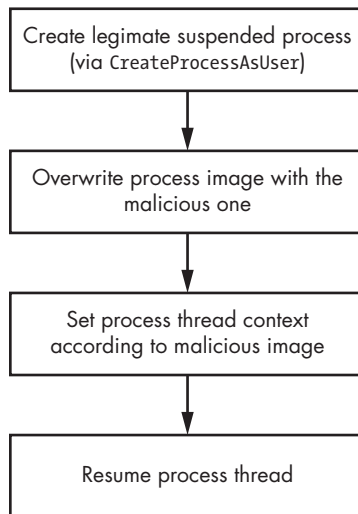 Create legimate suspended process
(via CreateProcessAsUser)
Overwrite process image with the
malicious one
Set process thread context
according to malicious image
Resume process thread